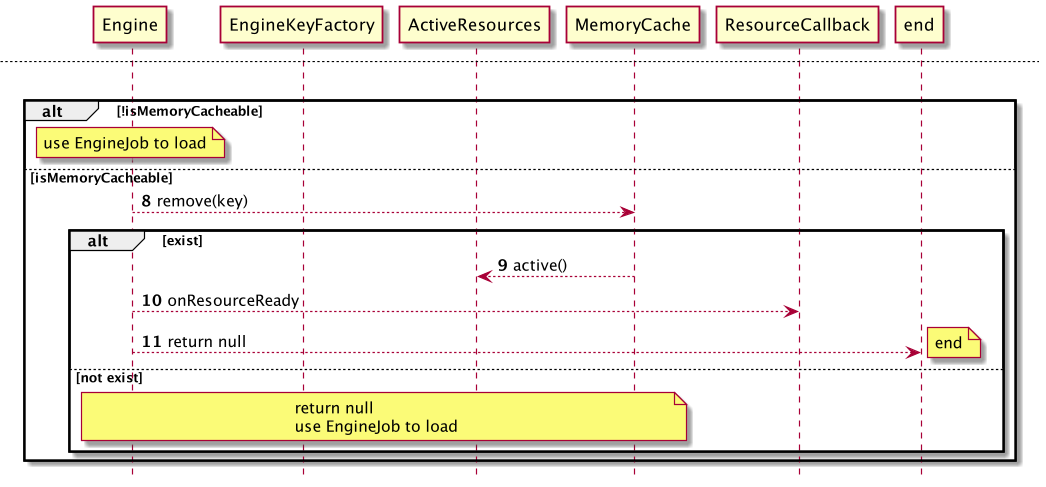 Engine
EngineKeyFactory
ActiveResources
MemoryCache
ResourceCallback
end
alt [!isMemoryCacheable]
use EngineJob to load
[isMemoryCacheable]
8 remove(key)
alt [exist]
9 active()
10 onResourceReady
11 return null
end
[not exist]
return null
use EngineJob to load